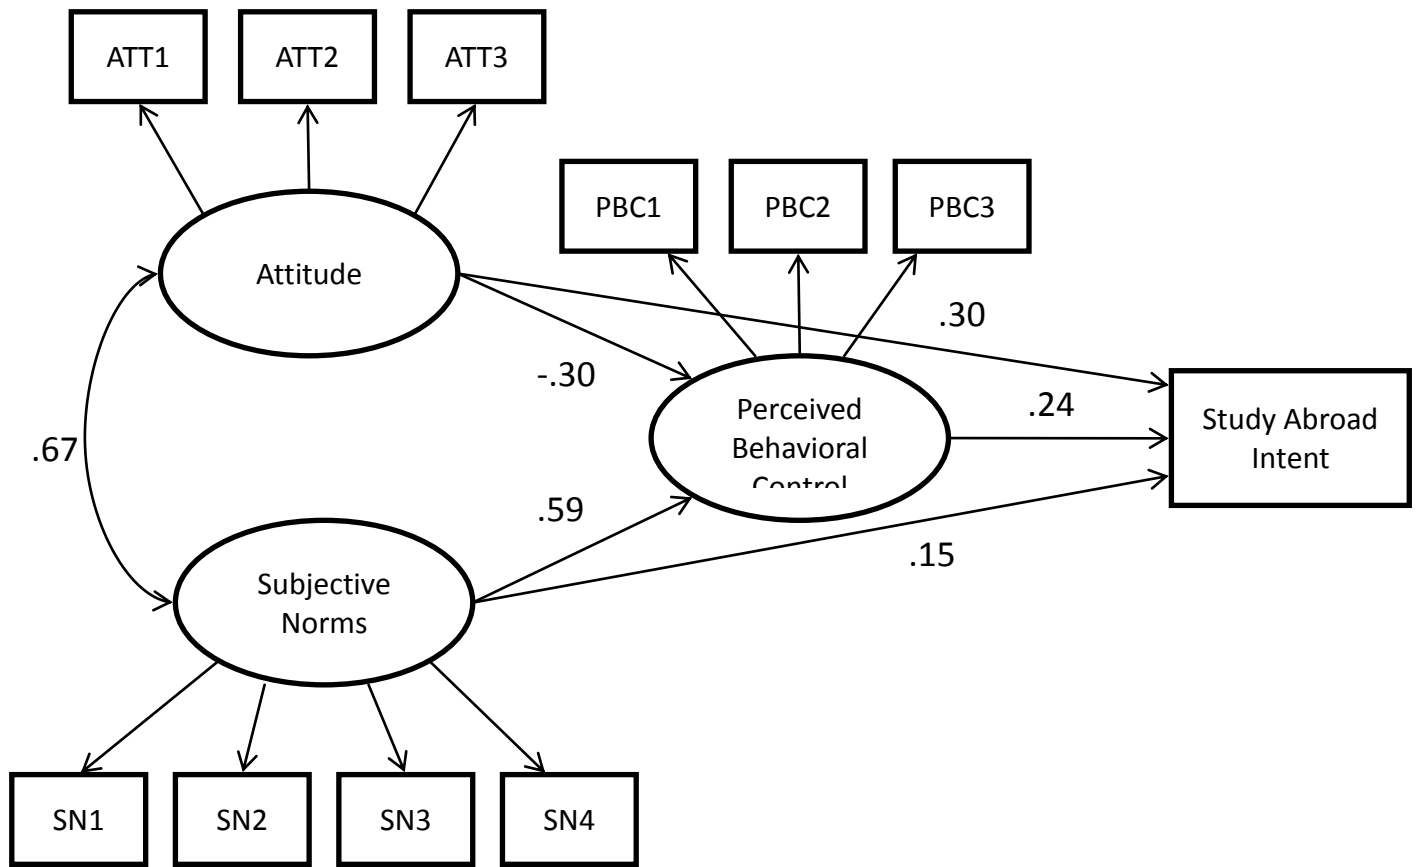 ATT1
ATT2
ATT3
PBC1
PBC2
PBC3
Attitude
.30
-.30
Perceived
Behavioral
Control
.24
Study Abroad
Intent
.67
.59
.15
Subjective
Norms
SN1
SN2
SN3
SN4